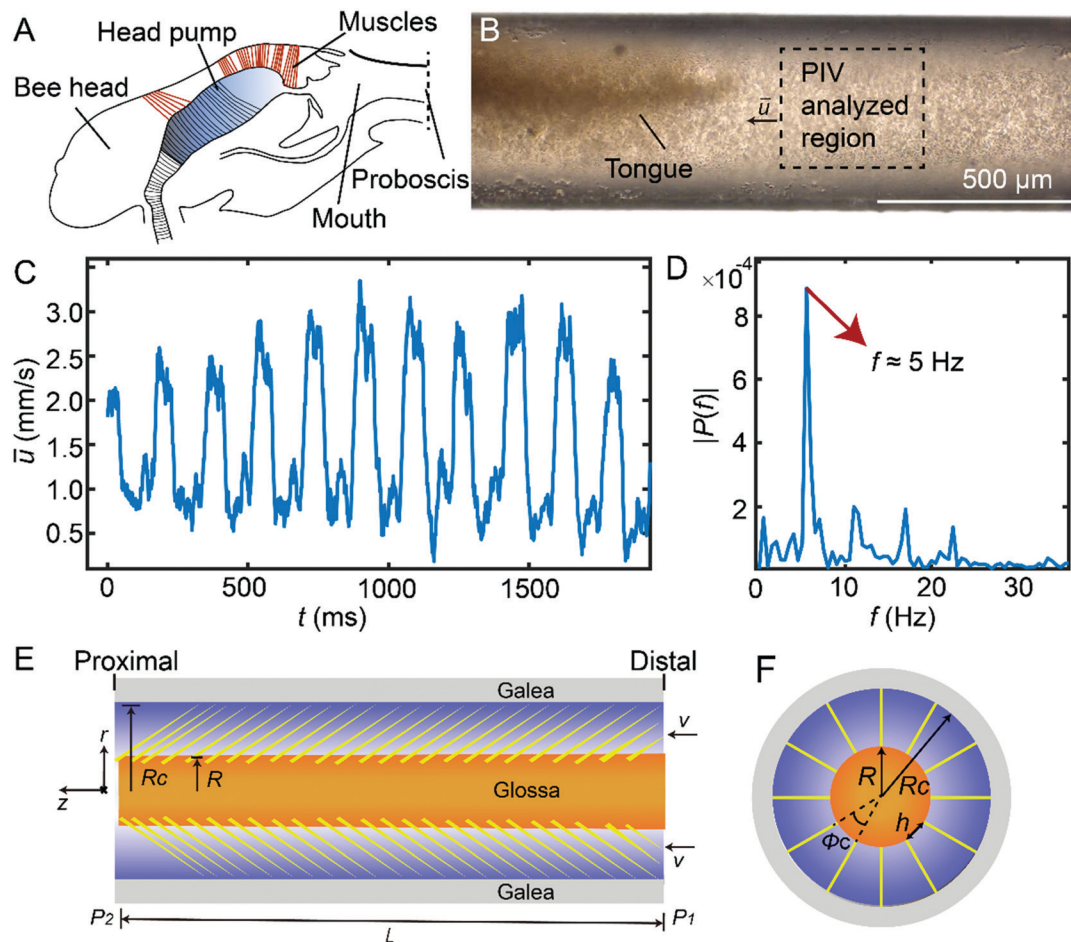 A
Head pump
Muscles
Bee head
Proboscis
Mouth
B
PIV
analyzed
region
u̅
Tongue
500 µm
C
u̅ (mm/s)
3.0
2.5
2.0
1.5
1.0
0.5
0 500 1000 1500
t (ms)
D
×10⁻⁴
8
6
4
2
|P(f)|
f ≈ 5 Hz
0 10 20 30
f (Hz)
E
Proximal
Distal
Galea
r
v
Rc
R
z
Glossa
v
Galea
P₂
L
P₁
F
R
Rc
h
Φc